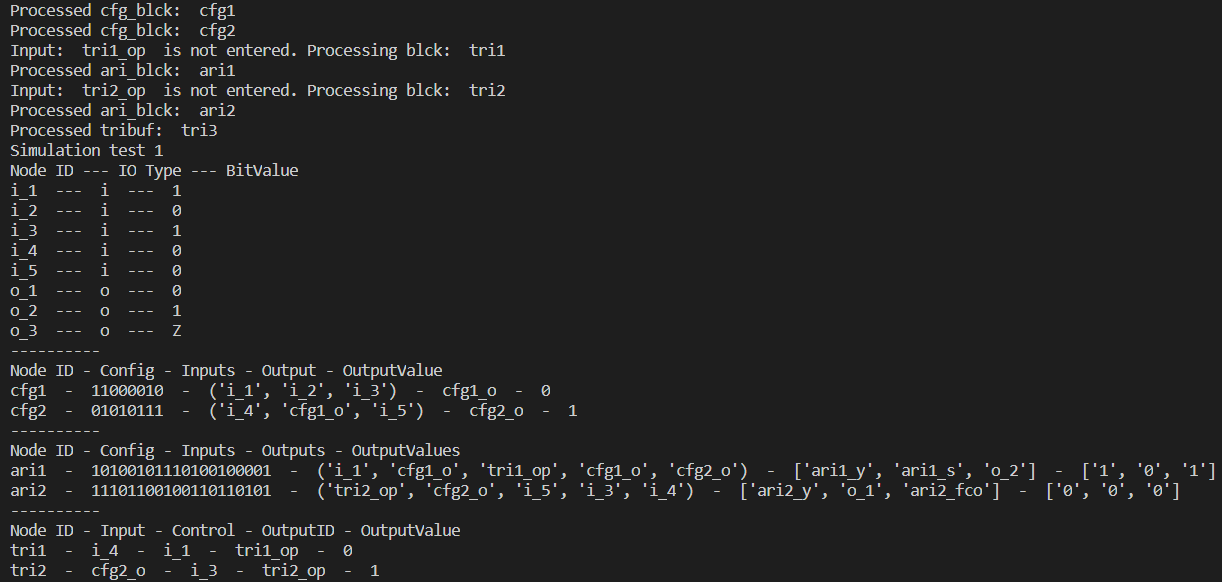 Processed cfg_blck:  cfg1
Processed cfg_blck:  cfg2
Input:  tri1_op  is not entered. Processing blck:  tri1
Processed ari_blck:  ari1
Input:  tri2_op  is not entered. Processing blck:  tri2
Processed ari_blck:  ari2
Processed tribuf:  tri3
Simulation test 1
Node ID --- IO Type --- BitValue
i_1  ---  i  ---  1
i_2  ---  i  ---  0
i_3  ---  i  ---  1
i_4  ---  i  ---  0
i_5  ---  i  ---  0
o_1  ---  o  ---  0
o_2  ---  o  ---  1
o_3  ---  o  ---  Z
----------
Node ID - Config - Inputs - Output - OutputValue
cfg1  -  11000010  -  ('i_1', 'i_2', 'i_3')  -  cfg1_o  -  0
cfg2  -  01010111  -  ('i_4', 'cfg1_o', 'i_5')  -  cfg2_o  -  1
----------
Node ID - Config - Inputs - Outputs - OutputValues
ari1  -  10100101110100100001  -  ('i_1', 'cfg1_o', 'tri1_op', 'cfg1_o', 'cfg2_o')  -  ['ari1_y', 'ari1_s', 'o_2']  -  ['1', '0', '1']
ari2  -  11101100100110110101  -  ('tri2_op', 'cfg2_o', 'i_5', 'i_3', 'i_4')  -  ['ari2_y', 'o_1', 'ari2_fco']  -  ['0', '0', '0']
----------
Node ID - Input - Control - OutputID - OutputValue
tri1  -  i_4  -  i_1  -  tri1_op  -  0
tri2  -  cfg2_o  -  i_3  -  tri2_op  -  1